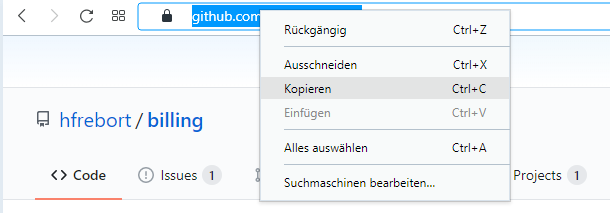 github.com
Rückgängig Ctrl+Z
Ausschneiden Ctrl+X
Kopieren Ctrl+C
Einfügen Ctrl+V
Alles auswählen Ctrl+A
Suchmaschinen bearbeiten...
hfrebort / billing
Code Issues 1 Projects 1